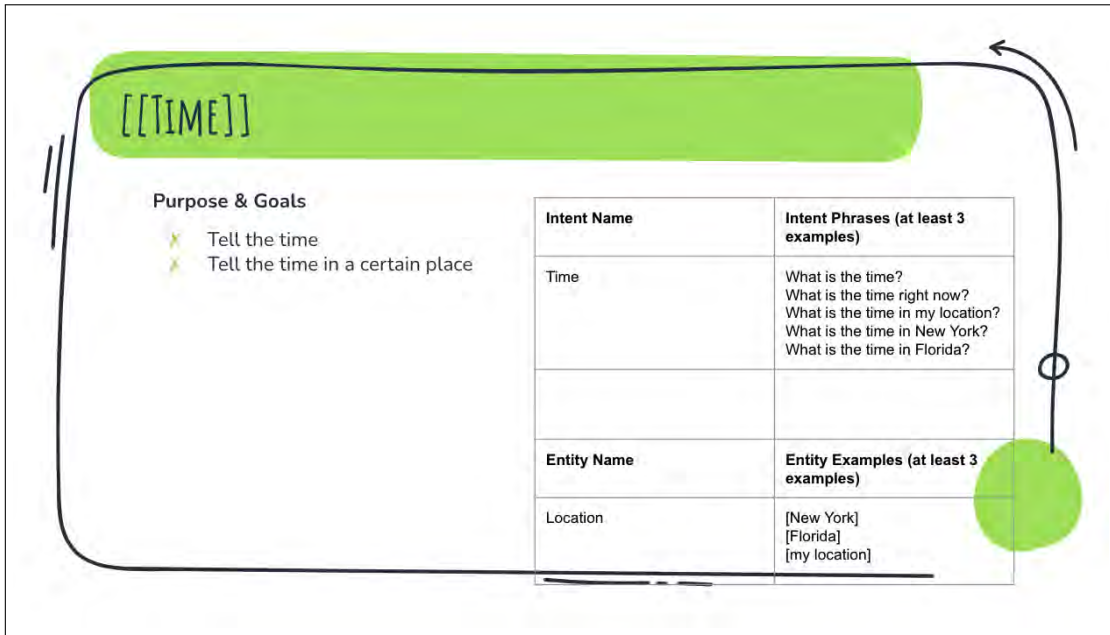 [[Time]]
Purpose & Goals
Tell the time
Tell the time in a certain place
Intent Name
Intent Phrases (at least 3
examples)
Time
What is the time?
What is the time right now?
What is the time in my location?
What is the time in New York?
What is the time in Florida?
Entity Name
Entity Examples (at least 3
examples)
Location
[New York]
[Florida]
[my location]